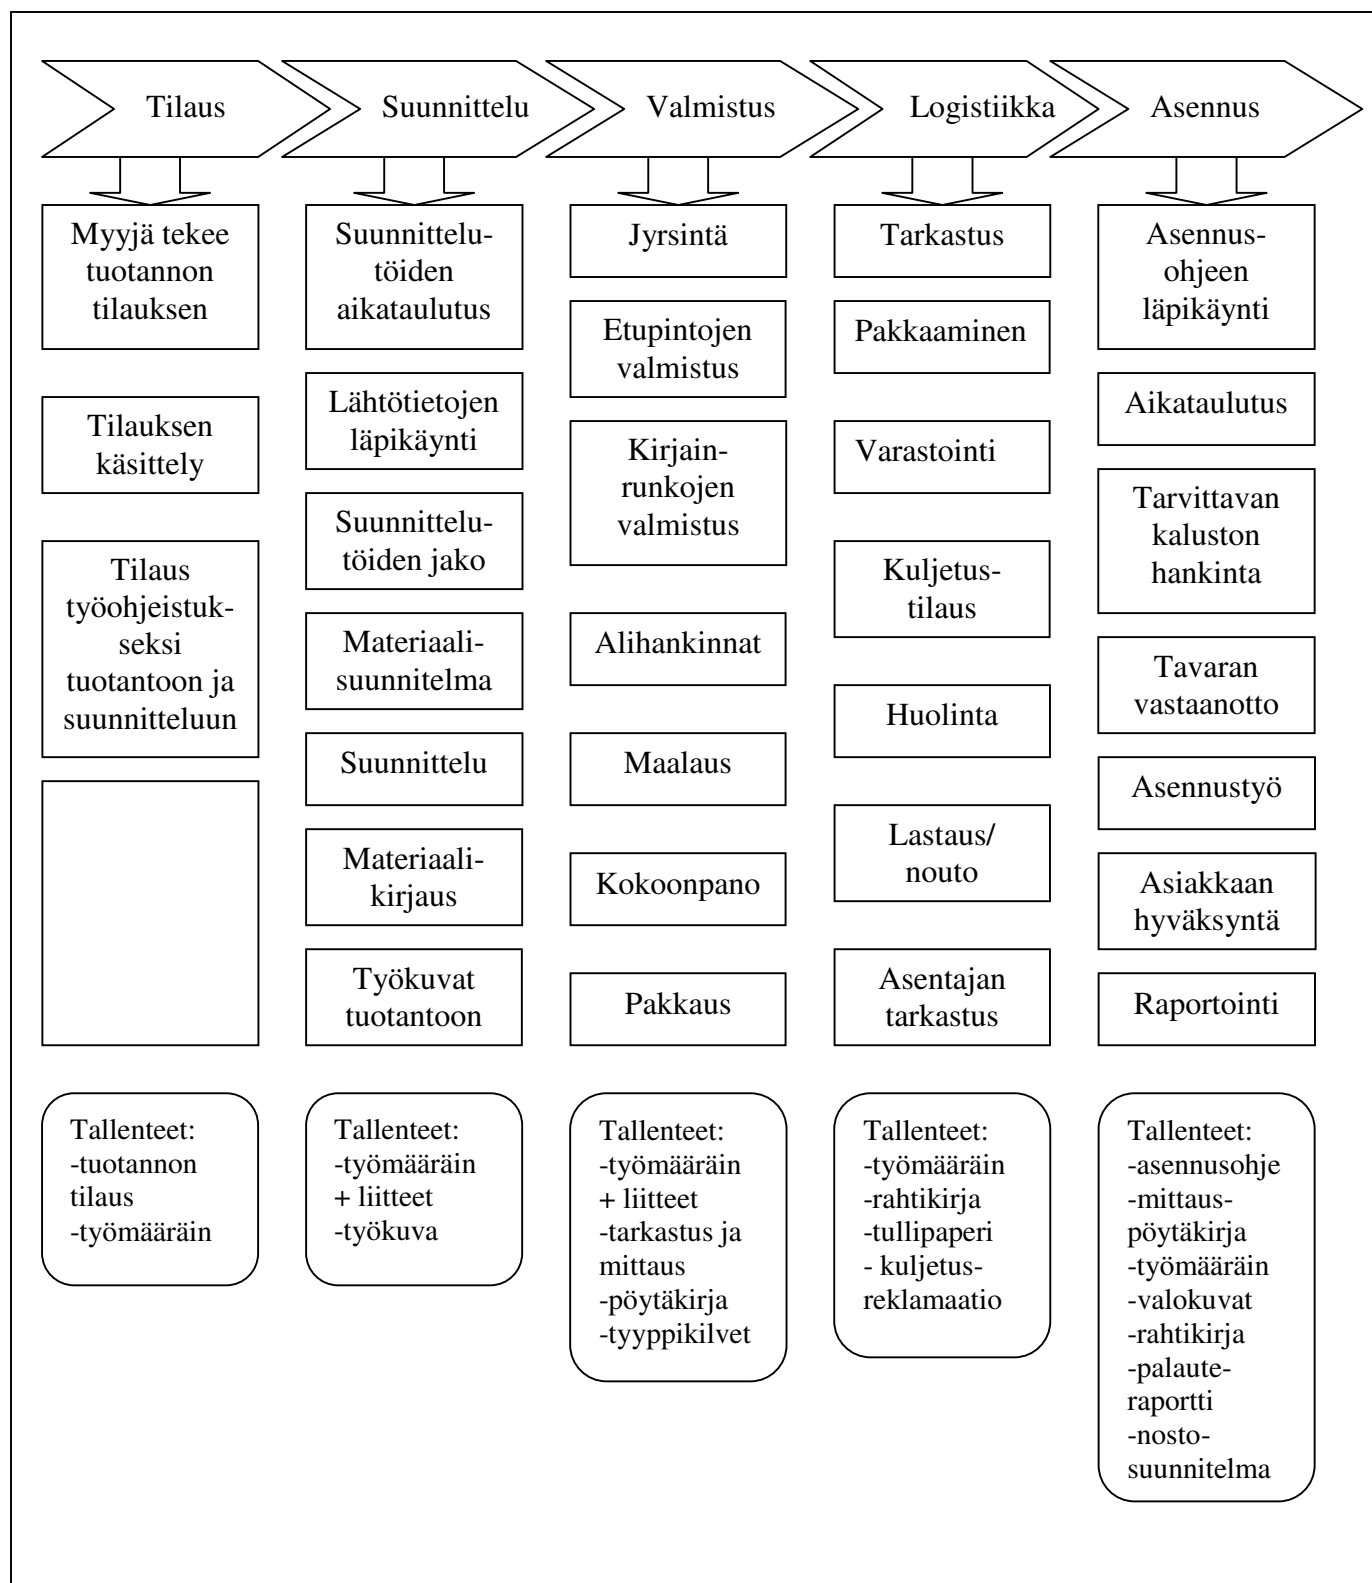 Tilaus
Suunnittelu
Valmistus
Logistiikka
Asennus
Myyjä tekee
tuotannon
tilauksen
Tilauksen
käsittely
Tilaus
työohjeistuk-
seksi
tuotantoon ja
suunnitteluun
Tallenteet:
-tuotannon
tilaus
-työmääräin
Suunnittelu-
töiden
aikataulutus
Lähtötietojen
läpikäynti
Suunnittelu-
töiden jako
Materiaali-
suunnitelma
Suunnittelu
Materiaali-
kirjaus
Työkuvat
tuotantoon
Tallenteet:
-työmääräin
+ liitteet
-työkuva
Jyrsintä
Etupintojen
valmistus
Kirjain-
runkojen
valmistus
Alihankinnat
Maalaus
Kokoonpano
Pakkaus
Tallenteet:
-työmääräin
+ liitteet
-tarkastus ja
mittaus
-pöytäkirja
-tyyppikilvet
Tarkastus
Pakkaaminen
Varastointi
Kuljetus-
tilaus
Huolinta
Lastaus/
nouto
Asentajan
tarkastus
Tallenteet:
-työmääräin
-rahtikirja
-tullipaperi
- kuljetus-
reklamaatio
Asennus-
ohjeen
läpikäynti
Aikataulutus
Tarvittavan
kaluston
hankinta
Tavaran
vastaanotto
Asennustyö
Asiakkaan
hyväksyntä
Raportointi
Tallenteet:
-asennusohje
-mittaus-
pöytäkirja
-työmääräin
-valokuvat
-rahtikirja
-palaute-
raportti
-nosto-
suunnitelma